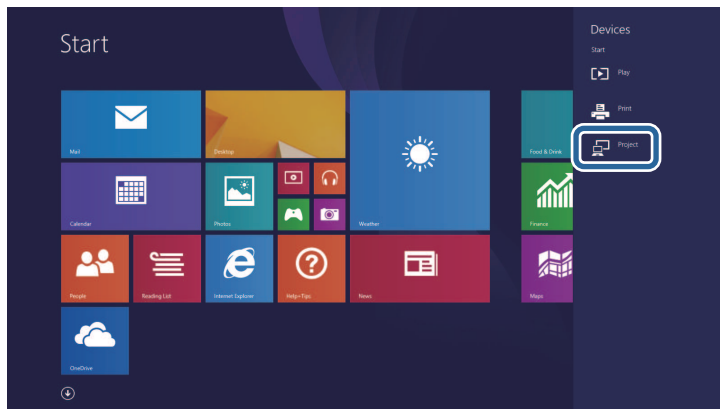 Start
Mail
Desktop
Weather
Food & Drink
Calendar
Photos
Finance
People
Reading List
Internet Explorer
Help+Tips
News
Maps
OneDrive
Devices
Start
Play
Print
Project